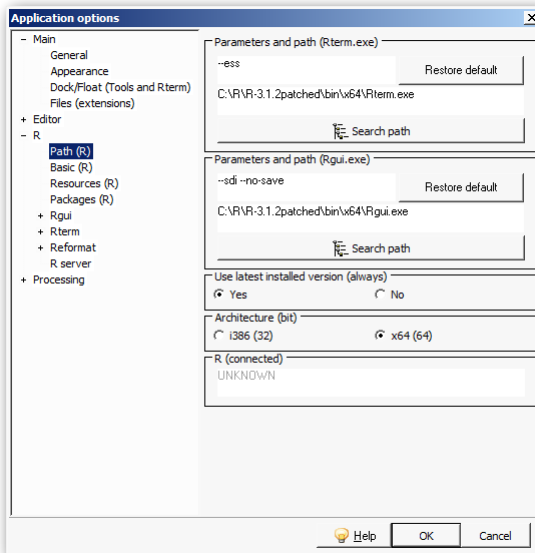 Application options
- Main
General
Appearance
Dock/Float (Tools and Rterm)
Files (extensions)
+ Editor
- R
Path (R)
Basic (R)
Resources (R)
Packages (R)
+ Rgui
+ Rterm
+ Reformat
R server
+ Processing
Parameters and path (Rterm.exe)
--ess
Restore default
C:\R\R-3.1.2patched\bin\x64\Rterm.exe
Search path
Parameters and path (Rgui.exe)
--sdi --no-save
Restore default
C:\R\R-3.1.2patched\bin\x64\Rgui.exe
Search path
Use latest installed version (always)
Yes No
Architecture (bit)
i386 (32) x64 (64)
R (connected)
UNKNOWN
Help OK Cancel